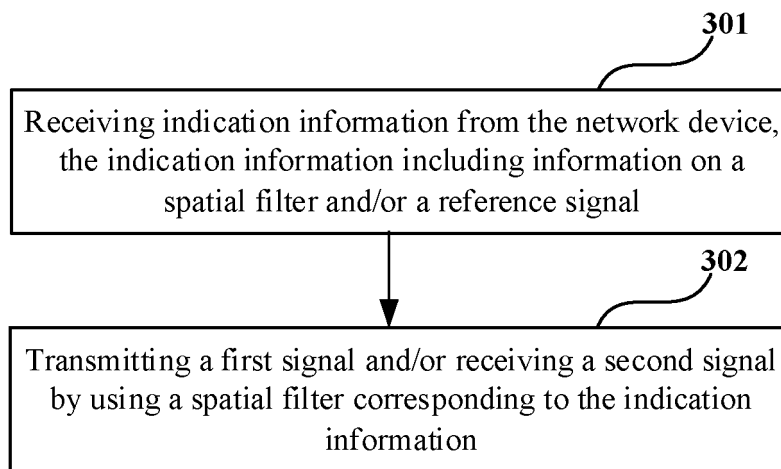 301
Receiving indication information from the network device,
the indication information including information on a
spatial filter and/or a reference signal
302
Transmitting a first signal and/or receiving a second signal
by using a spatial filter corresponding to the indication
information